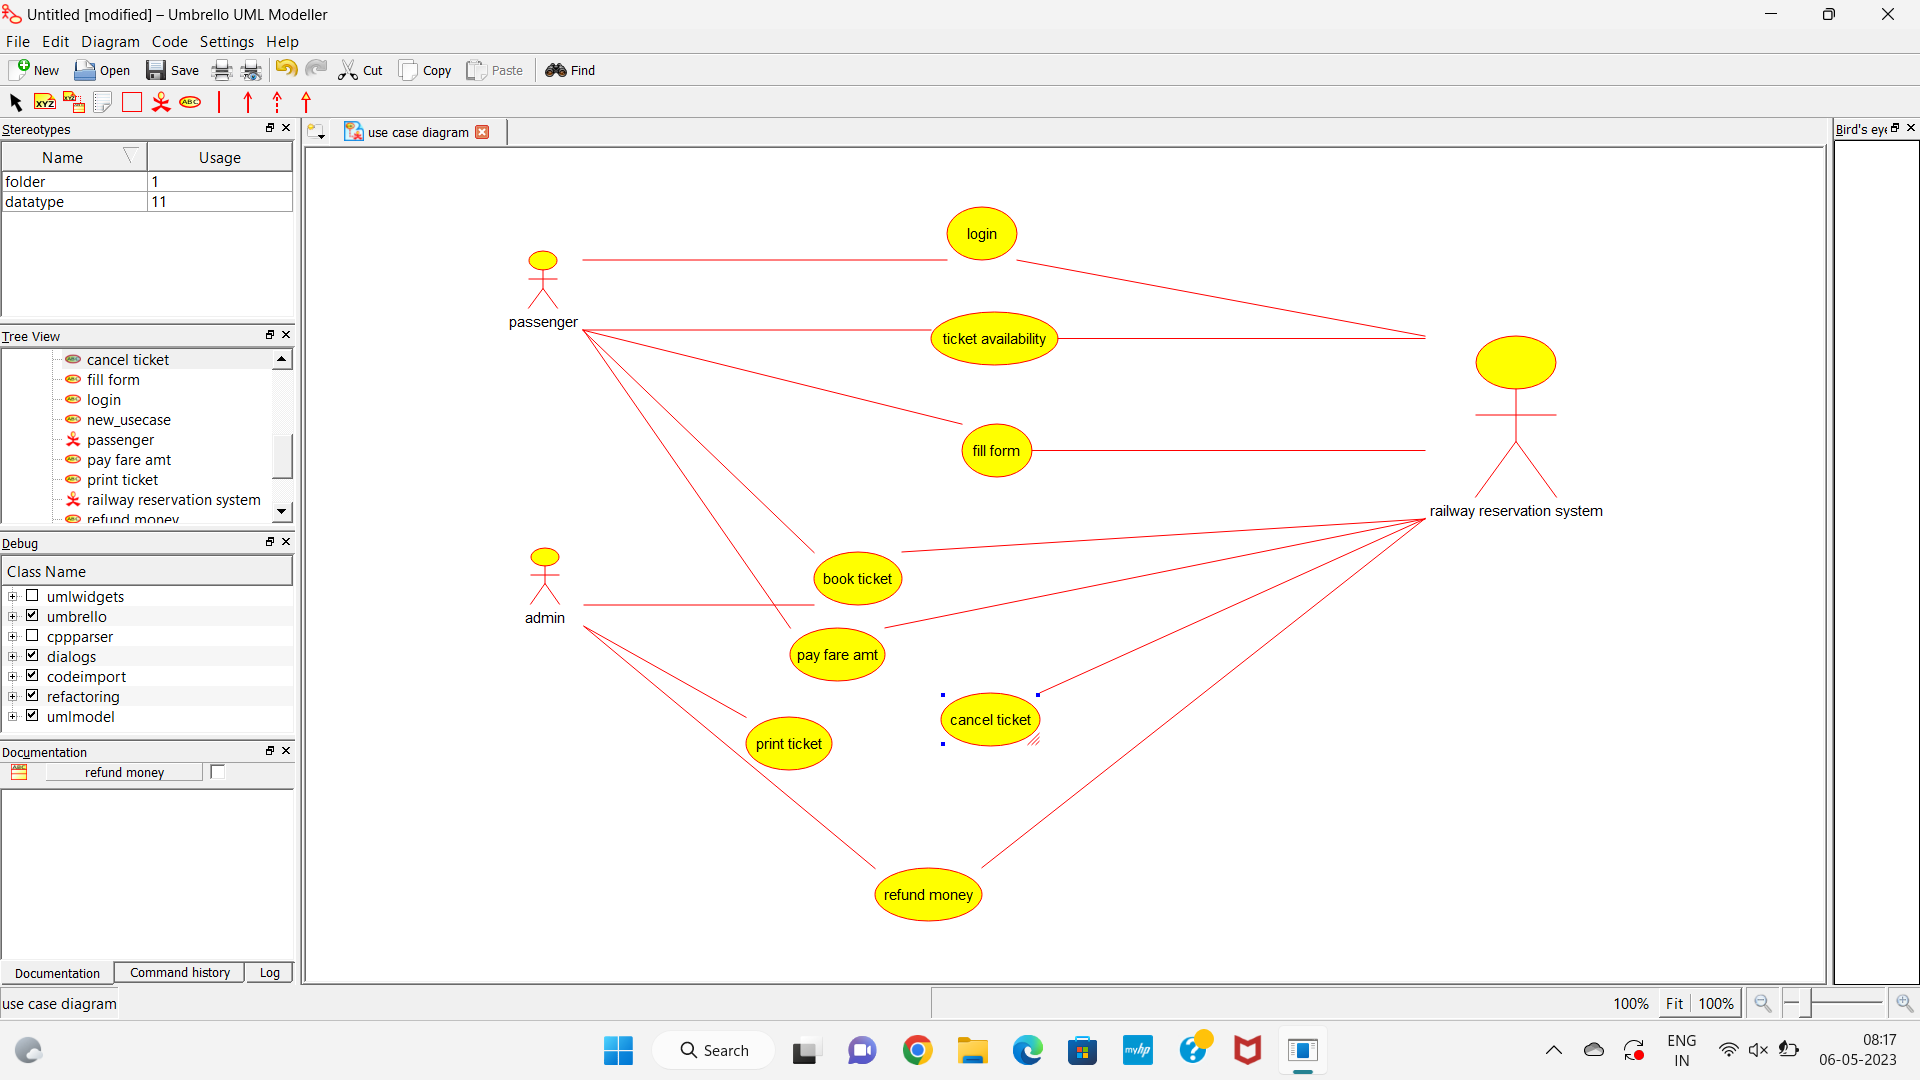 Untitled [modified] – Umbrello UML Modeller
File Edit Diagram Code Settings Help
New Open Save Cut Copy Paste Find
XYZ XYZ ABC
Stereotypes
Name Usage
folder 1
datatype 11
Tree View
cancel ticket
fill form
login
new_usecase
passenger
pay fare amt
print ticket
railway reservation system
refund money
Debug
Class Name
umlwidgets
umbrello
cppparser
dialogs
codeimport
refactoring
umlmodel
Documentation
refund money
Documentation Command history Log
use case diagram
use case diagram
login
passenger
ticket availability
fill form
railway reservation system
book ticket
admin
pay fare amt
cancel ticket
print ticket
refund money
Bird's eye
100% Fit 100%
Search
myhp
ENG
IN
08:17
06-05-2023